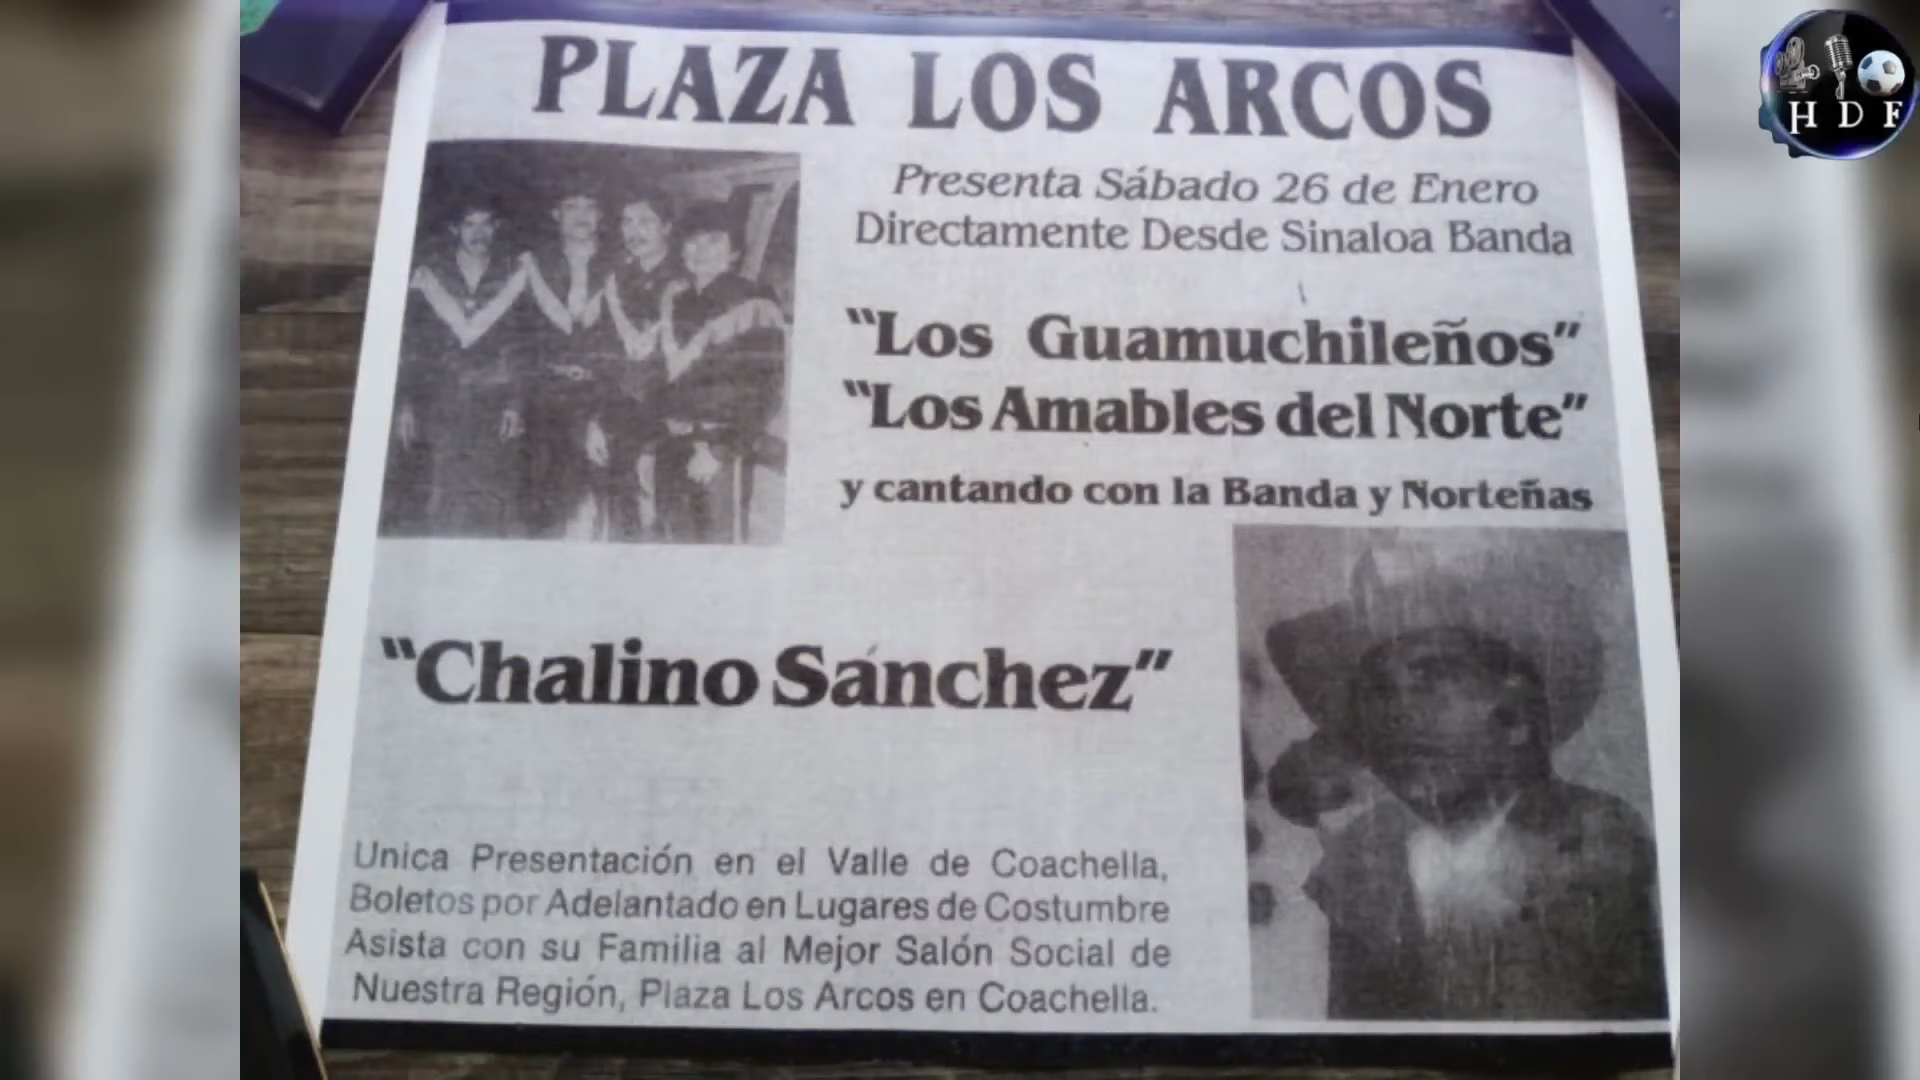 PLAZA LOS ARCOS
Presenta Sábado 26 de Enero
Directamente Desde Sinaloa Banda
"Los Guamuchileños"
"Los Amables del Norte"
y cantando con la Banda y Norteñas
"Chalino Sánchez"
Unica Presentación en el Valle de Coachella,
Boletos por Adelantado en Lugares de Costumbre
Asista con su Familia al Mejor Salón Social de
Nuestra Región, Plaza Los Arcos en Coachella.
H D F